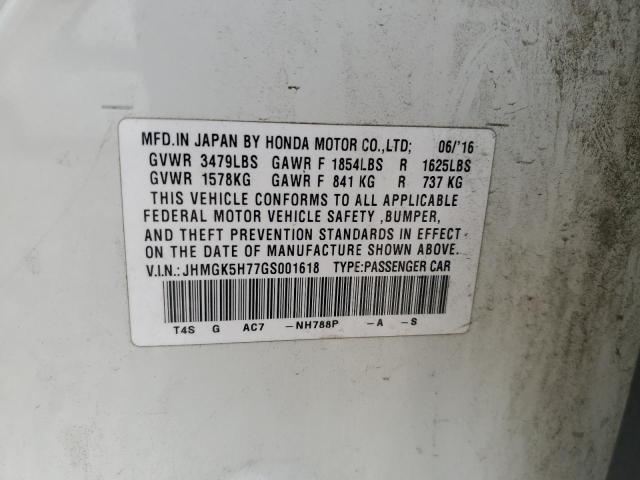 MFD.IN JAPAN BY HONDA MOTOR CO.,LTD; 06/'16
GVWR 3479LBS GAWR F 1854LBS R 1625LBS
GVWR 1578KG GAWR F 841 KG R 737 KG
THIS VEHICLE CONFORMS TO ALL APPLICABLE
FEDERAL MOTOR VEHICLE SAFETY ,BUMPER,
AND THEFT PREVENTION STANDARDS IN EFFECT
ON THE DATE OF MANUFACTURE SHOWN ABOVE.
V.I.N.:JHMGK5H77GS001618 TYPE:PASSENGER CAR
T4S G AC7 -NH788P -A -S